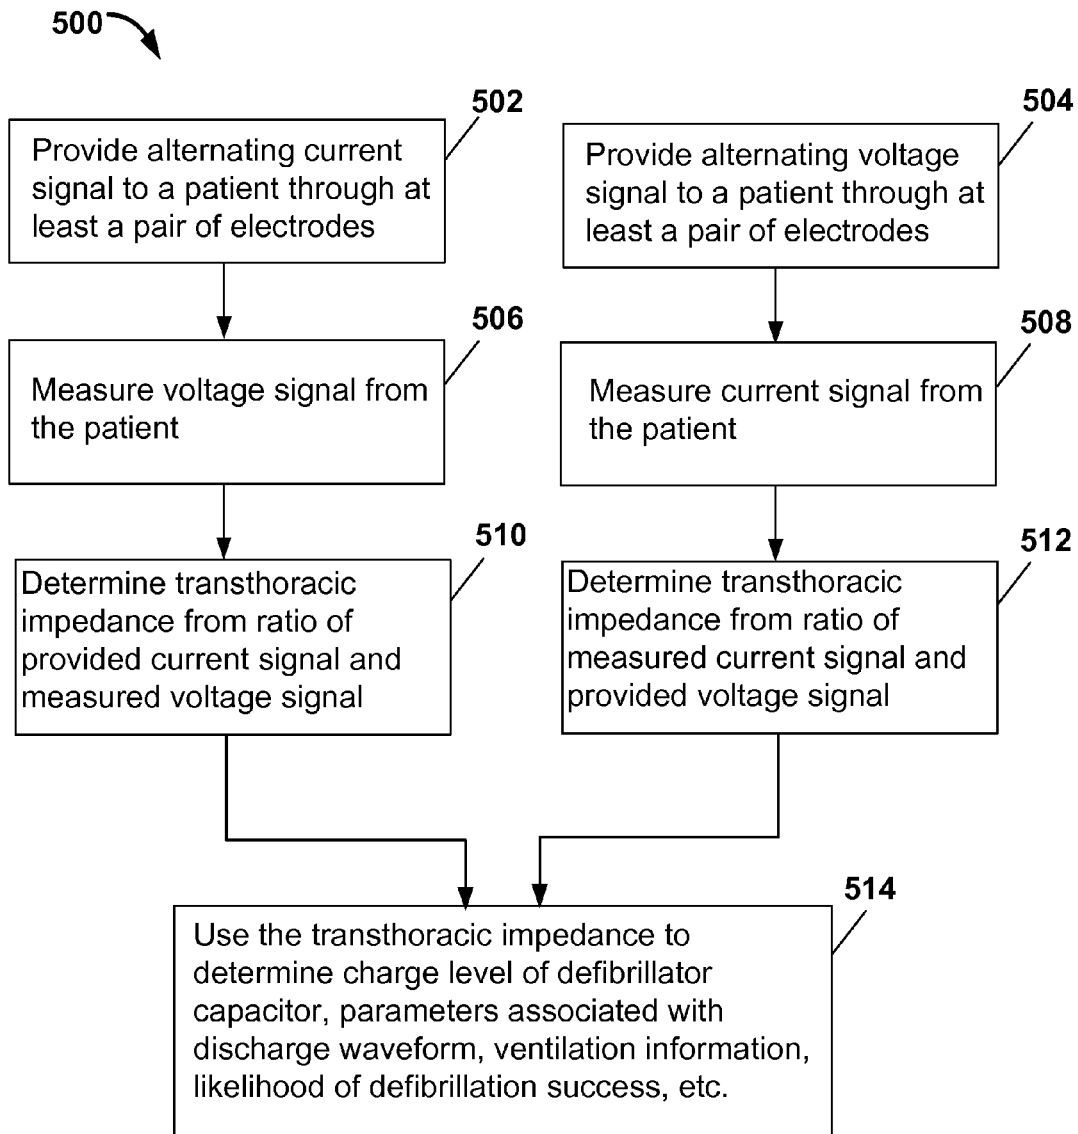 500
502
Provide alternating current
signal to a patient through at
least a pair of electrodes
504
Provide alternating voltage
signal to a patient through at
least a pair of electrodes
506
Measure voltage signal from
the patient
508
Measure current signal from
the patient
510
Determine transthoracic
impedance from ratio of
provided current signal and
measured voltage signal
512
Determine transthoracic
impedance from ratio of
measured current signal and
provided voltage signal
514
Use the transthoracic impedance to
determine charge level of defibrillator
capacitor, parameters associated with
discharge waveform, ventilation information,
likelihood of defibrillation success, etc.